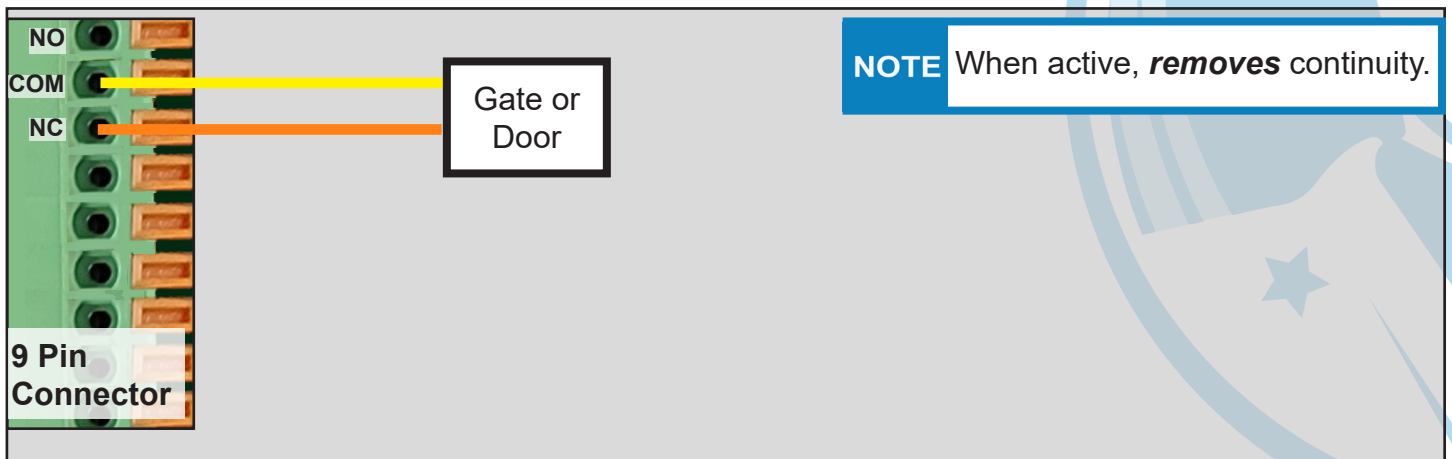 NO
COM
NC
Gate or
Door
NOTE When active, removes continuity.
9 Pin
Connector